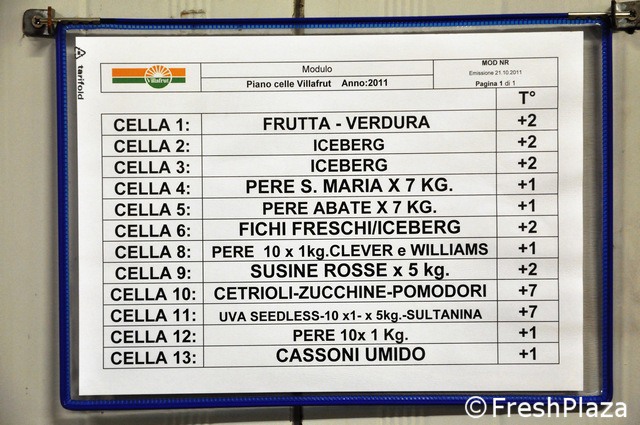 tarifold
Villafrut
Modulo
MOD NR
Emissione 21.10.2011
Piano celle Villafrut Anno:2011
Pagina 1 di 1
T°
CELLA 1: FRUTTA - VERDURA +2
CELLA 2: ICEBERG +2
CELLA 3: ICEBERG +2
CELLA 4: PERE S. MARIA X 7 KG. +1
CELLA 5: PERE ABATE X 7 KG. +1
CELLA 6: FICHI FRESCHI/ICEBERG +2
CELLA 8: PERE 10 x 1kg.CLEVER e WILLIAMS +1
CELLA 9: SUSINE ROSSE x 5 kg. +2
CELLA 10: CETRIOLI-ZUCCHINE-POMODORI +7
CELLA 11: UVA SEEDLESS-10 x1- x 5kg.-SULTANINA +7
CELLA 12: PERE 10x 1 Kg. +1
CELLA 13: CASSONI UMIDO +1
©FreshPlaza